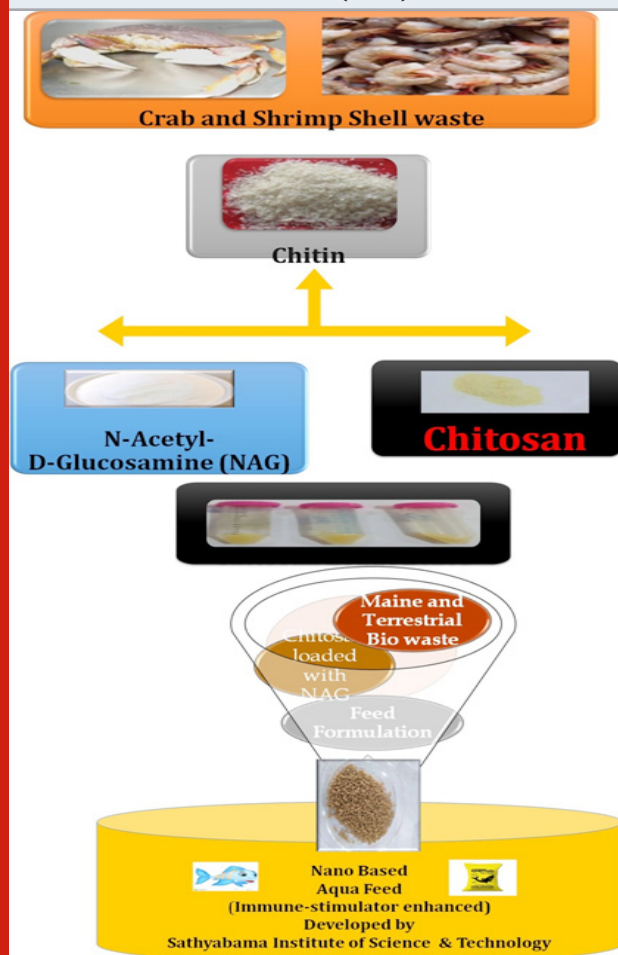 Crab and Shrimp Shell waste
Chitin
N-Acetyl-
D-Glucosamine (NAG)
Chitosan
Maine and
Terrestrial
Bio waste
loaded
with
NAG
Feed
Formulation
Nano Based
Aqua Feed
(Immune-stimulator enhanced)
Developed by
Sathyabama Institute of Science & Technology